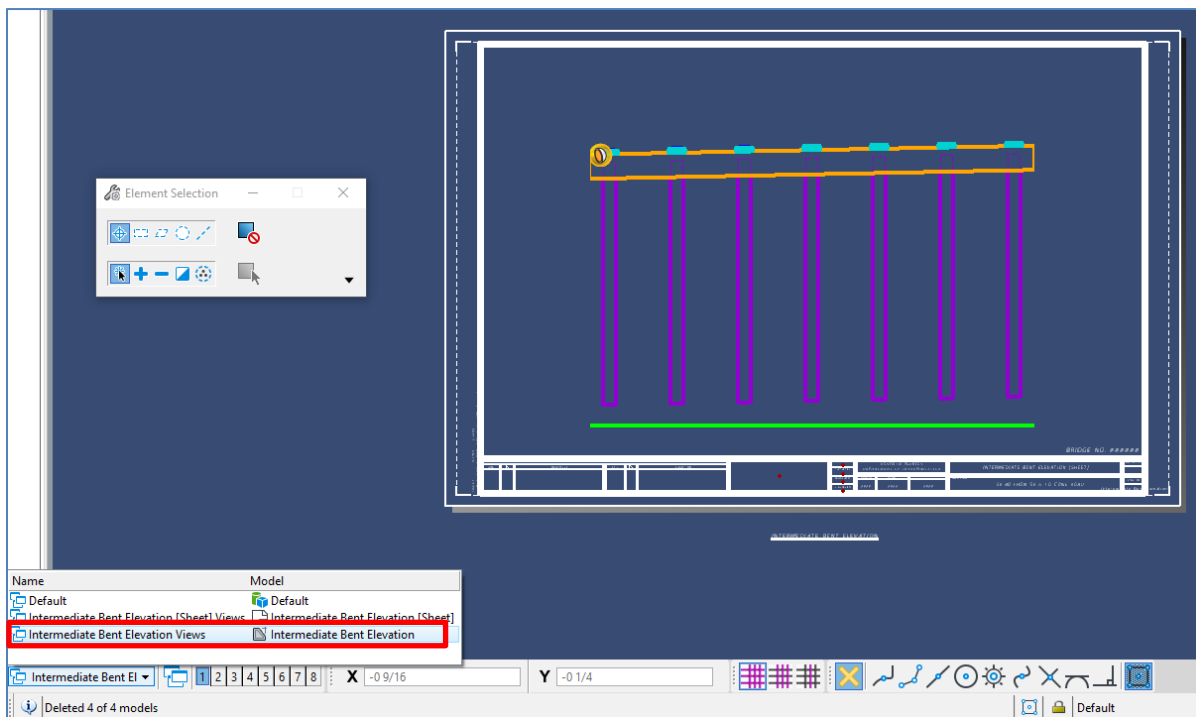 Element Selection
BRIDGE NO. ######
INTERMEDIATE BENT ELEVATION [SHEET]
INTERMEDIATE BENT ELEVATION
Name Model
Default Default
Intermediate Bent Elevation [Sheet] Views Intermediate Bent Elevation [Sheet]
Intermediate Bent Elevation Views Intermediate Bent Elevation
Intermediate Bent El 1 2 3 4 5 6 7 8 X -0 9/16 Y -0 1/4
Deleted 4 of 4 models Default